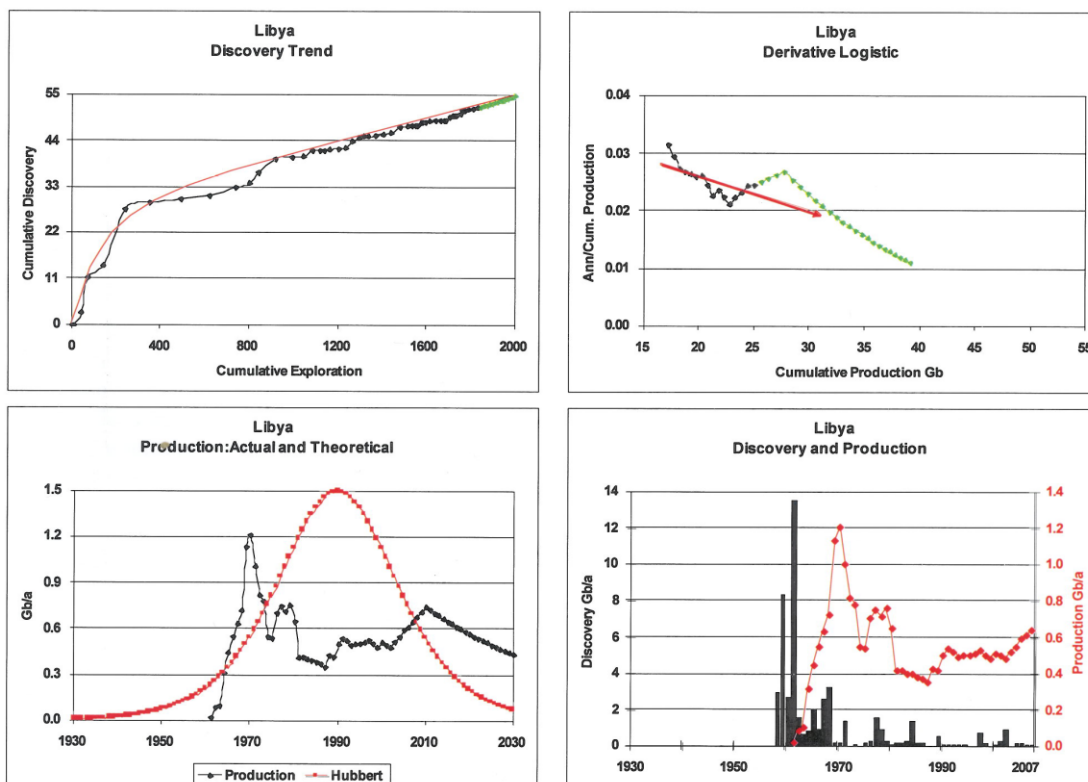 Libya
Discovery Trend
Cumulative Discovery
55
44
33
22
11
0
0 400 800 1200 1600 2000
Cumulative Exploration
Libya
Derivative Logistic
Ann/Cum. Production
0.04
0.03
0.02
0.01
0.00
15 20 25 30 35 40 45 50 55
Cumulative Production Gb
Libya
Production:Actual and Theoretical
Gb/a
1.5
1.2
0.9
0.6
0.3
0.0
1930 1950 1970 1990 2010 2030
Production Hubbert
Libya
Discovery and Production
Discovery Gb/a
14
12
10
8
6
4
2
0
1930 1950 1970 1990 2007
1.4
1.2
1.0
0.8
0.6
0.4
0.2
0.0
Production Gb/a